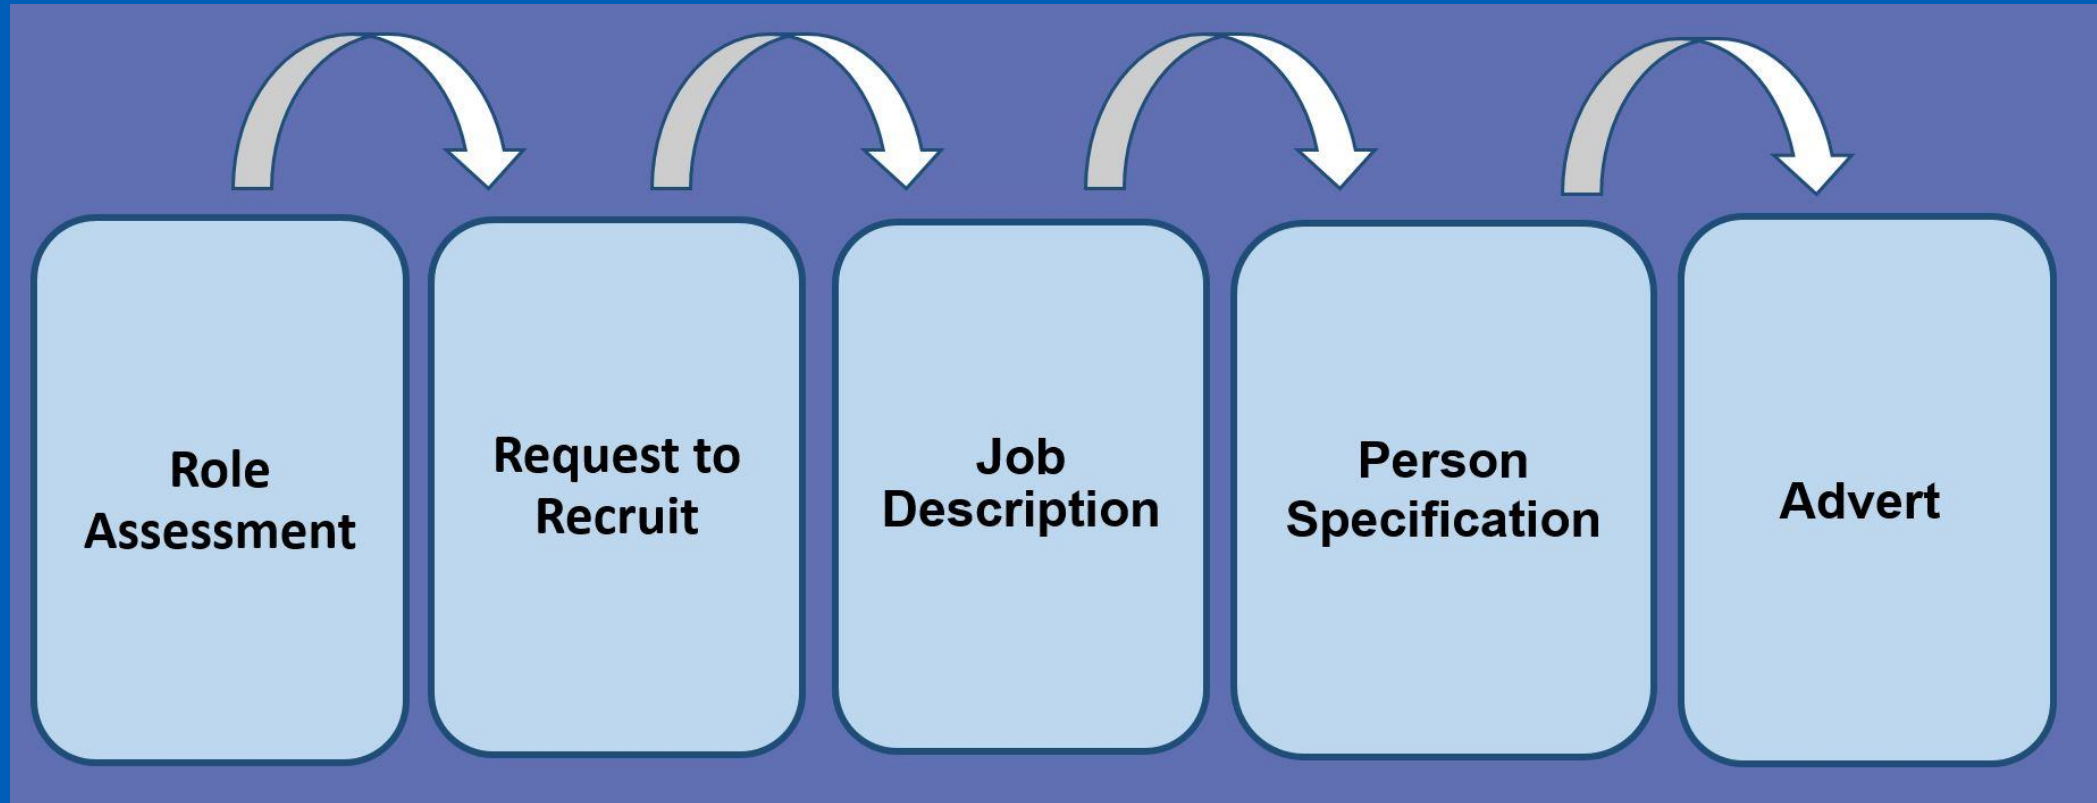 Role
Assessment
Request to
Recruit
Job
Description
Person
Specification
Advert